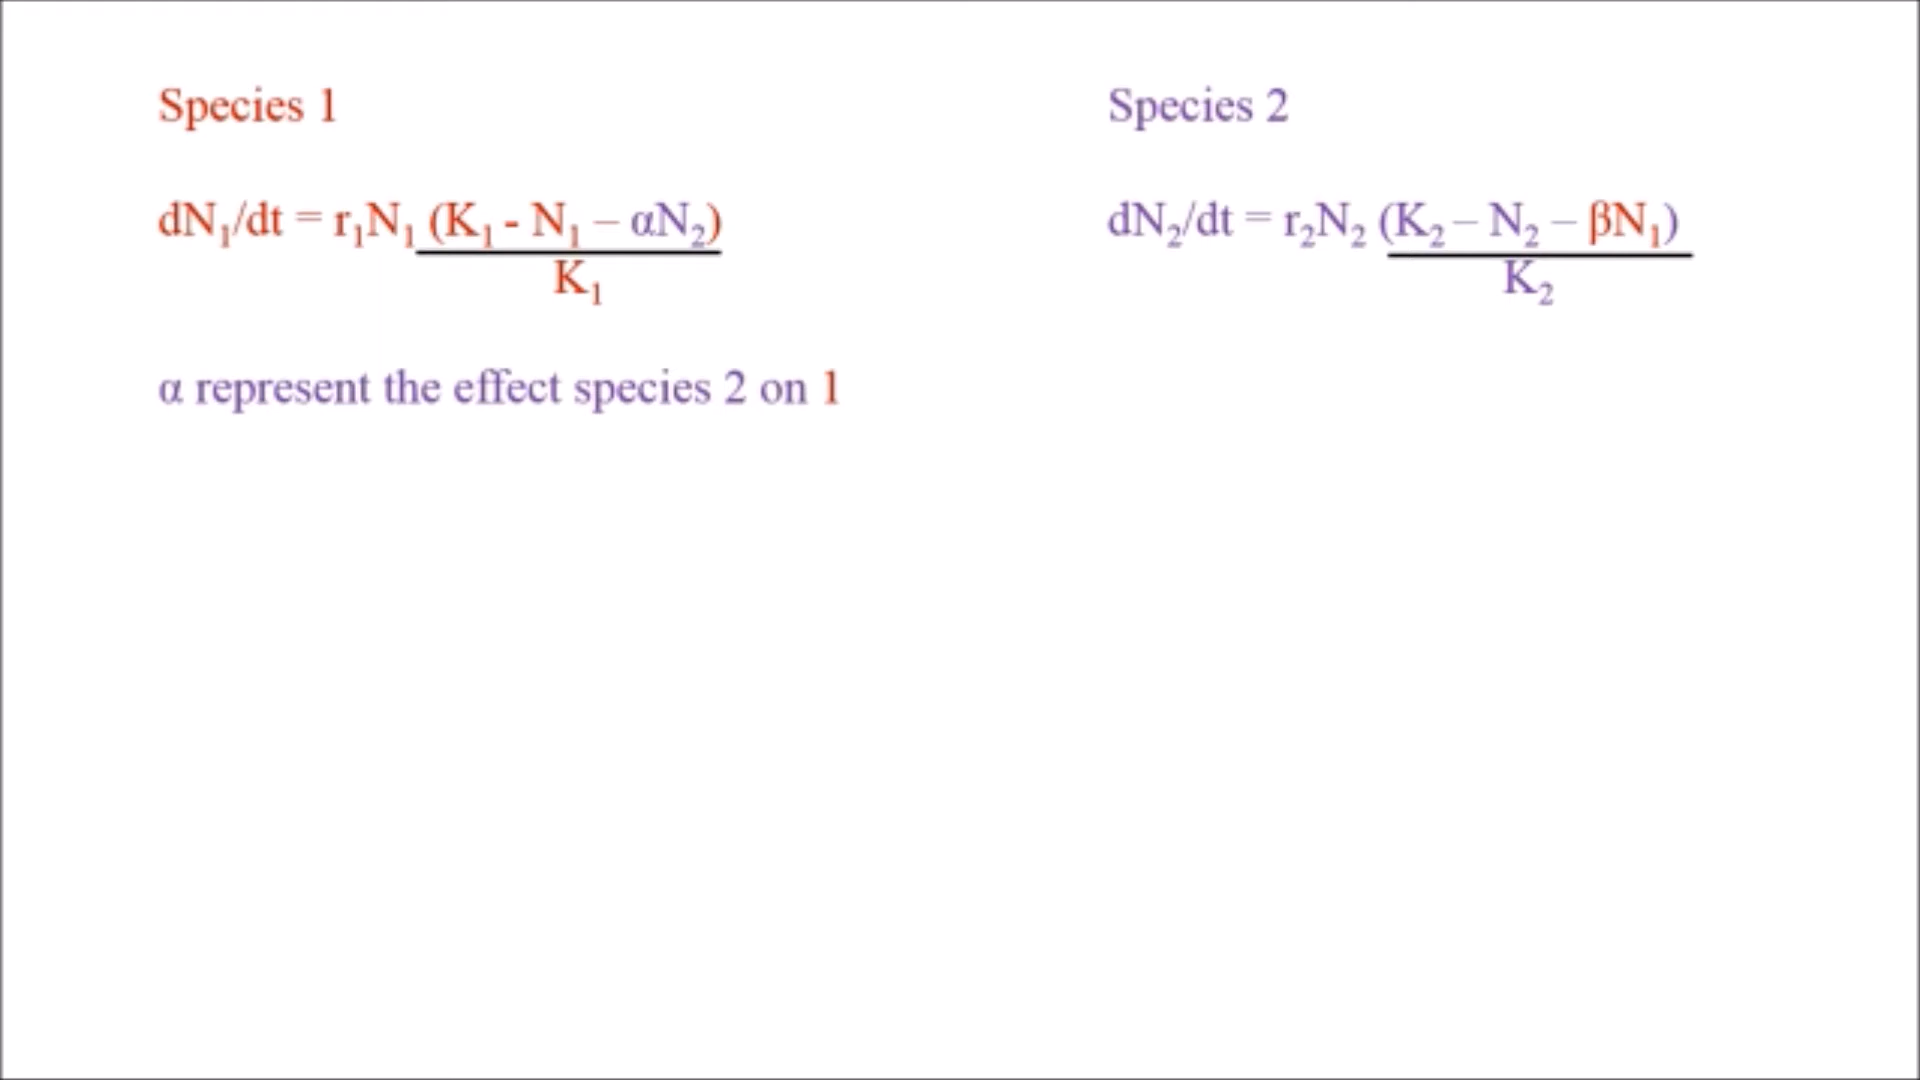 Species 1
dN₁/dt = r₁N₁ (K₁ - N₁ – αN₂)
K₁
α represent the effect species 2 on 1
Species 2
dN₂/dt = r₂N₂ (K₂ – N₂ – βN₁)
K₂